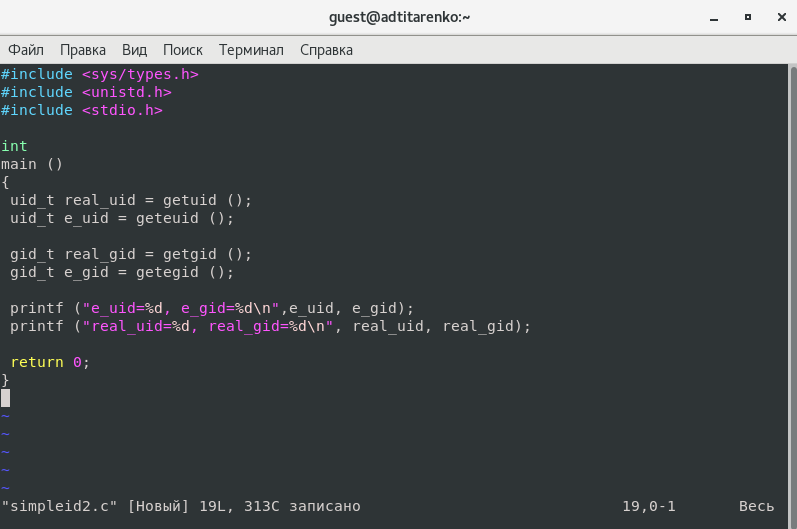 guest@adtitarenko:~
Файл Правка Вид Поиск Терминал Справка
#include <sys/types.h>
#include <unistd.h>
#include <stdio.h>
int
main ()
{
 uid_t real_uid = getuid ();
 uid_t e_uid = geteuid ();
 gid_t real_gid = getgid ();
 gid_t e_gid = getegid ();
 printf ("e_uid=%d, e_gid=%d\n",e_uid, e_gid);
 printf ("real_uid=%d, real_gid=%d\n", real_uid, real_gid);
 return 0;
}
~
~
~
~
~
"simpleid2.c" [Новый] 19L, 313C записано 19,0-1 Весь